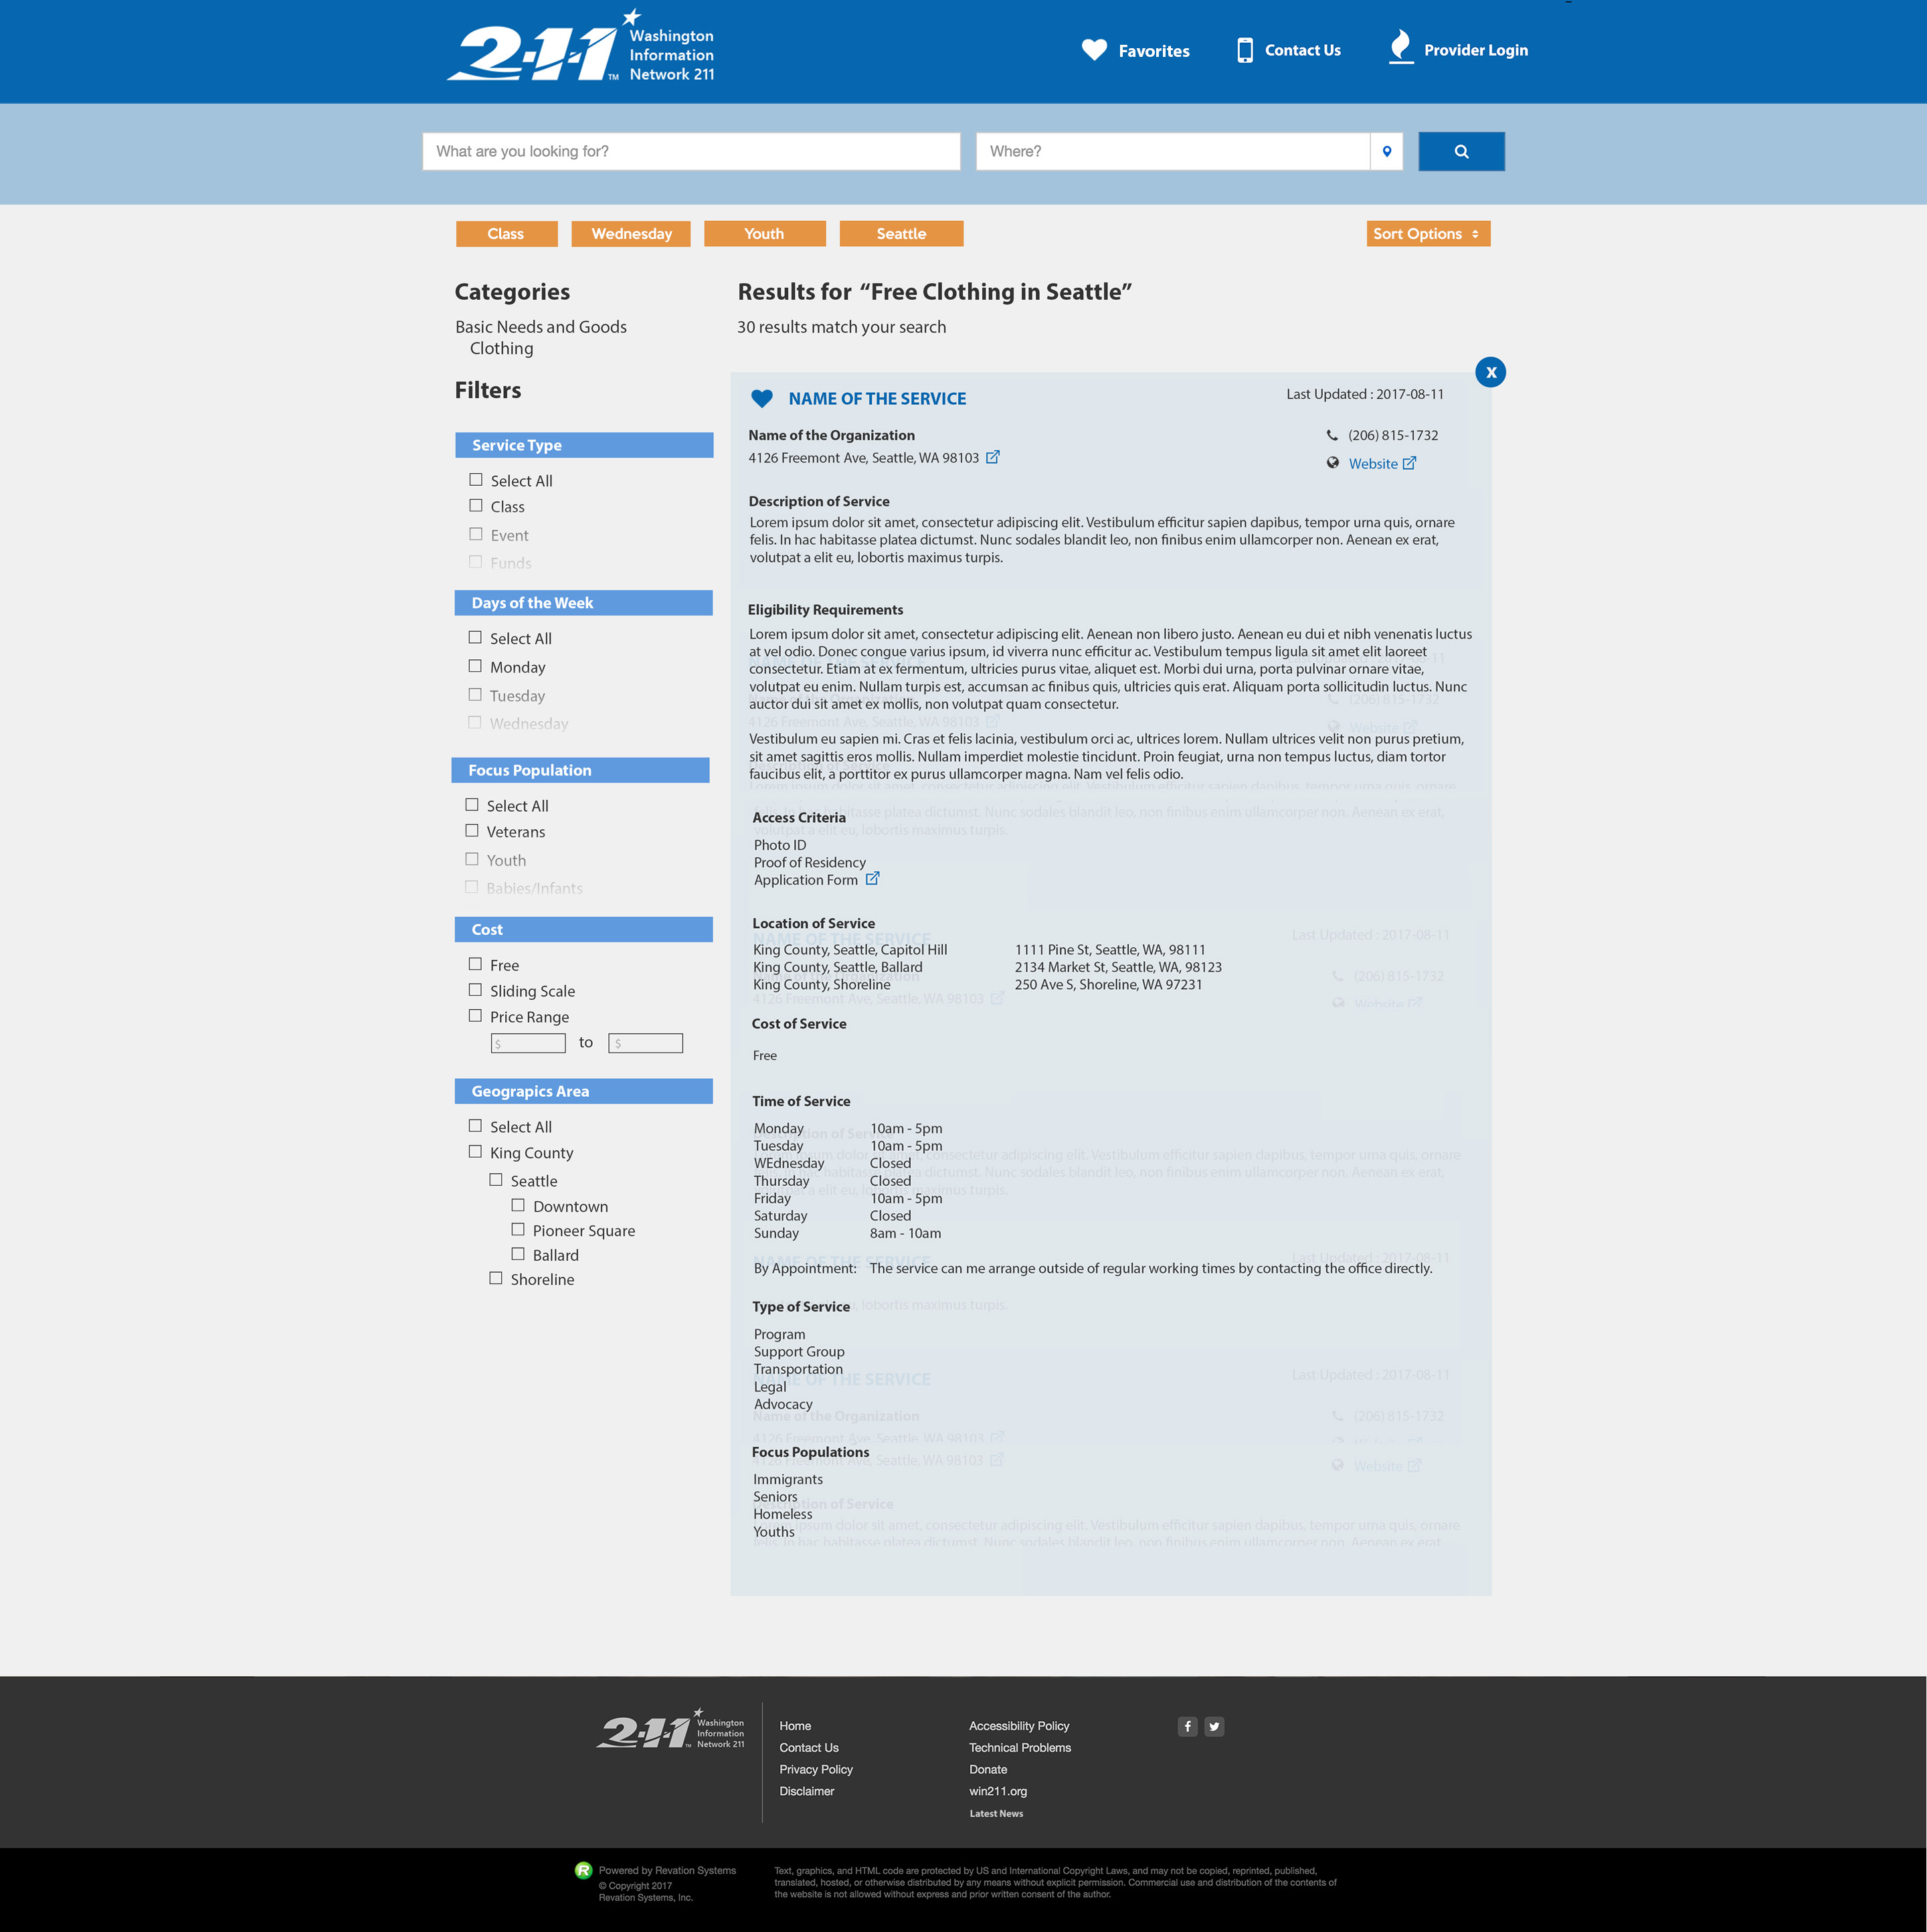 2-1-1 TM
Washington
Information
Network 211
Favorites
Contact Us
Provider Login
What are you looking for?
Where?
Class
Wednesday
Youth
Seattle
Sort Options
Categories
Basic Needs and Goods
Clothing
Filters
Service Type
Select All
Class
Event
Funds
Days of the Week
Select All
Monday
Tuesday
Wednesday
Focus Population
Select All
Veterans
Youth
Babies/Infants
Cost
Free
Sliding Scale
Price Range
$ to $
Geograpics Area
Select All
King County
Seattle
Downtown
Pioneer Square
Ballard
Shoreline
Results for “Free Clothing in Seattle”
30 results match your search
X
NAME OF THE SERVICE
Last Updated : 2017-08-11
Name of the Organization
(206) 815-1732
4126 Freemont Ave, Seattle, WA 98103
Website
Description of Service
Lorem ipsum dolor sit amet, consectetur adipiscing elit. Vestibulum efficitur sapien dapibus, tempor urna quis, ornare
felis. In hac habitasse platea dictumst. Nunc sodales blandit leo, non finibus enim ullamcorper non. Aenean ex erat,
volutpat a elit eu, lobortis maximus turpis.
Eligibility Requirements
Lorem ipsum dolor sit amet, consectetur adipiscing elit. Aenean non libero justo. Aenean eu dui et nibh venenatis luctus
at vel odio. Donec congue varius ipsum, id viverra nunc efficitur ac. Vestibulum tempus ligula sit amet elit laoreet
consectetur. Etiam at ex fermentum, ultricies purus vitae, aliquet est. Morbi dui urna, porta pulvinar ornare vitae,
volutpat eu enim. Nullam turpis est, accumsan ac finibus quis, ultricies quis erat. Aliquam porta sollicitudin luctus. Nunc
auctor dui sit amet ex mollis, non volutpat quam consectetur.
Vestibulum eu sapien mi. Cras et felis lacinia, vestibulum orci ac, ultrices lorem. Nullam ultrices velit non purus pretium,
sit amet sagittis eros mollis. Nullam imperdiet molestie tincidunt. Proin feugiat, urna non tempus luctus, diam tortor
faucibus elit, a porttitor ex purus ullamcorper magna. Nam vel felis odio.
Access Criteria
Photo ID
Proof of Residency
Application Form
Location of Service
King County, Seattle, Capitol Hill 1111 Pine St, Seattle, WA, 98111
King County, Seattle, Ballard 2134 Market St, Seattle, WA, 98123
King County, Shoreline 250 Ave S, Shoreline, WA 97231
Cost of Service
Free
Time of Service
Monday 10am - 5pm
Tuesday 10am - 5pm
WEdnesday Closed
Thursday Closed
Friday 10am - 5pm
Saturday Closed
Sunday 8am - 10am
By Appointment: The service can me arrange outside of regular working times by contacting the office directly.
Type of Service
Program
Support Group
Transportation
Legal
Advocacy
Focus Populations
Immigrants
Seniors
Homeless
Youths
2-1-1 TM
Washington
Information
Network 211
Home
Contact Us
Privacy Policy
Disclaimer
Accessibility Policy
Technical Problems
Donate
win211.org
Latest News
Powered by Revation Systems
© Copyright 2017
Revation Systems, Inc.
Text, graphics, and HTML code are protected by US and International Copyright Laws, and may not be copied, reprinted, published,
translated, hosted, or otherwise distributed by any means without explicit permission. Commercial use and distribution of the contents of
the website is not allowed without express and prior written consent of the author.